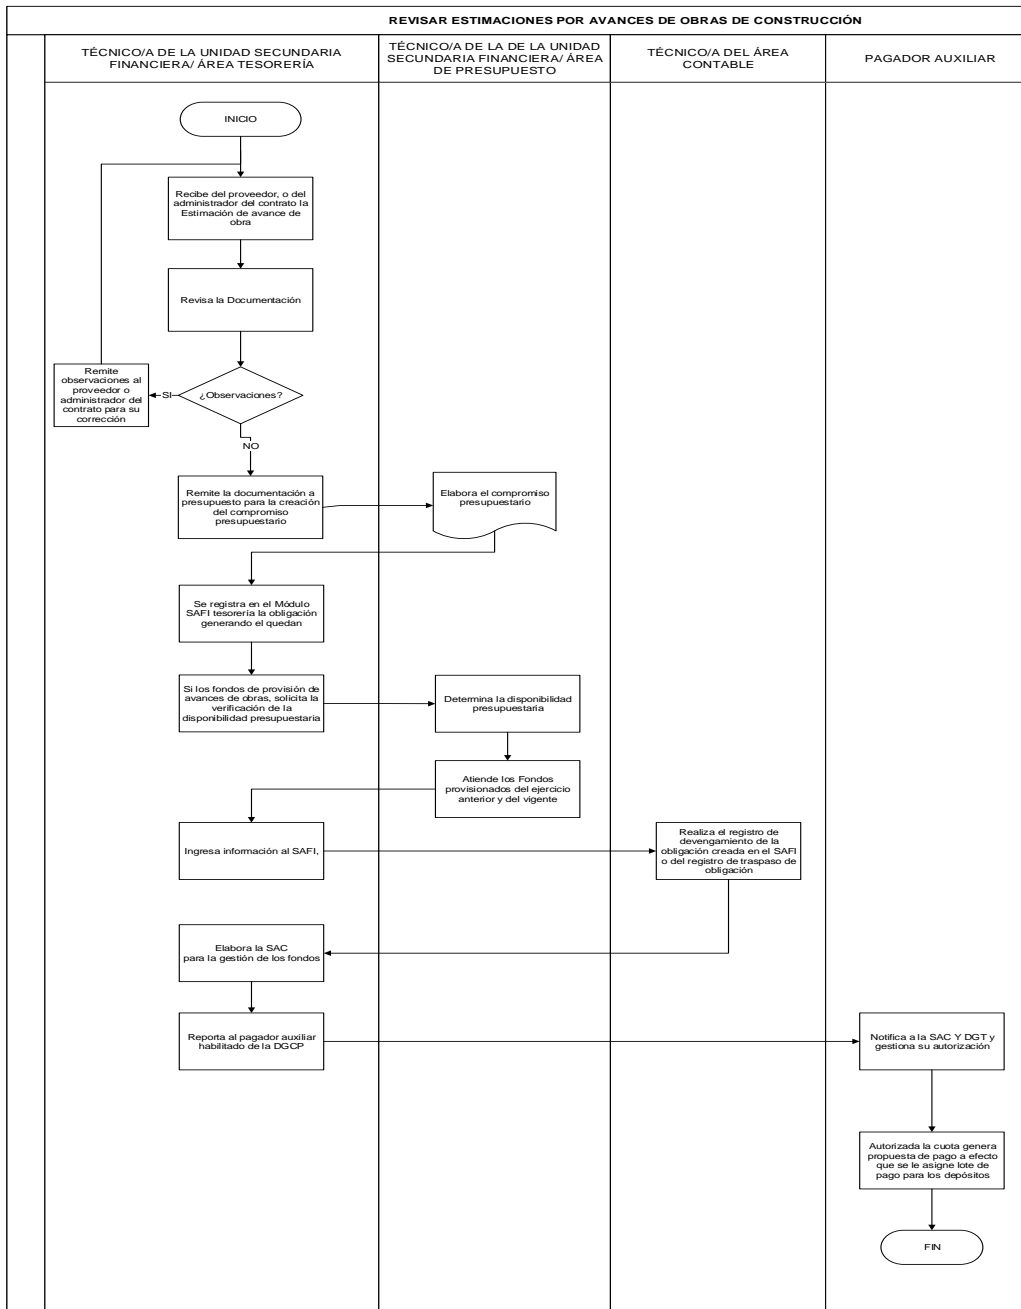 REVISAR ESTIMACIONES POR AVANCES DE OBRAS DE CONSTRUCCIÓN
TÉCNICO/A DE LA UNIDAD SECUNDARIA
FINANCIERA/ ÁREA TESORERÍA
TÉCNICO/A DE LA DE LA UNIDAD
SECUNDARIA FINANCIERA/ ÁREA
DE PRESUPUESTO
TÉCNICO/A DEL ÁREA
CONTABLE
PAGADOR AUXILIAR
INICIO
Recibe del proveedor, o del
administrador del contrato la
Estimación de avance de
obra
Revisa la Documentación
Remite
observaciones al
proveedor o
administrador del
contrato para su
corrección
SI
¿Observaciones?
NO
Remite la documentación a
presupuesto para la creación
del compromiso
presupuestario
Elabora el compromiso
presupuestario
Se registra en el Módulo
SAFI tesorería la obligación
generando el quedan
Si los fondos de provisión de
avances de obras, solicita la
verificación de la
disponibilidad presupuestaria
Determina la disponibilidad
presupuestaria
Atiende los Fondos
provisionados del ejercicio
anterior y del vigente
Ingresa información al SAFI,
Realiza el registro de
devengamiento de la
obligación creada en el SAFI
o del registro de traspaso de
obligación
Elabora la SAC
para la gestión de los fondos
Reporta al pagador auxiliar
habilitado de la DGCP
Notifica a la SAC Y DGT y
gestiona su autorización
Autorizada la cuota genera
propuesta de pago a efecto
que se le asigne lote de
pago para los depósitos
FIN